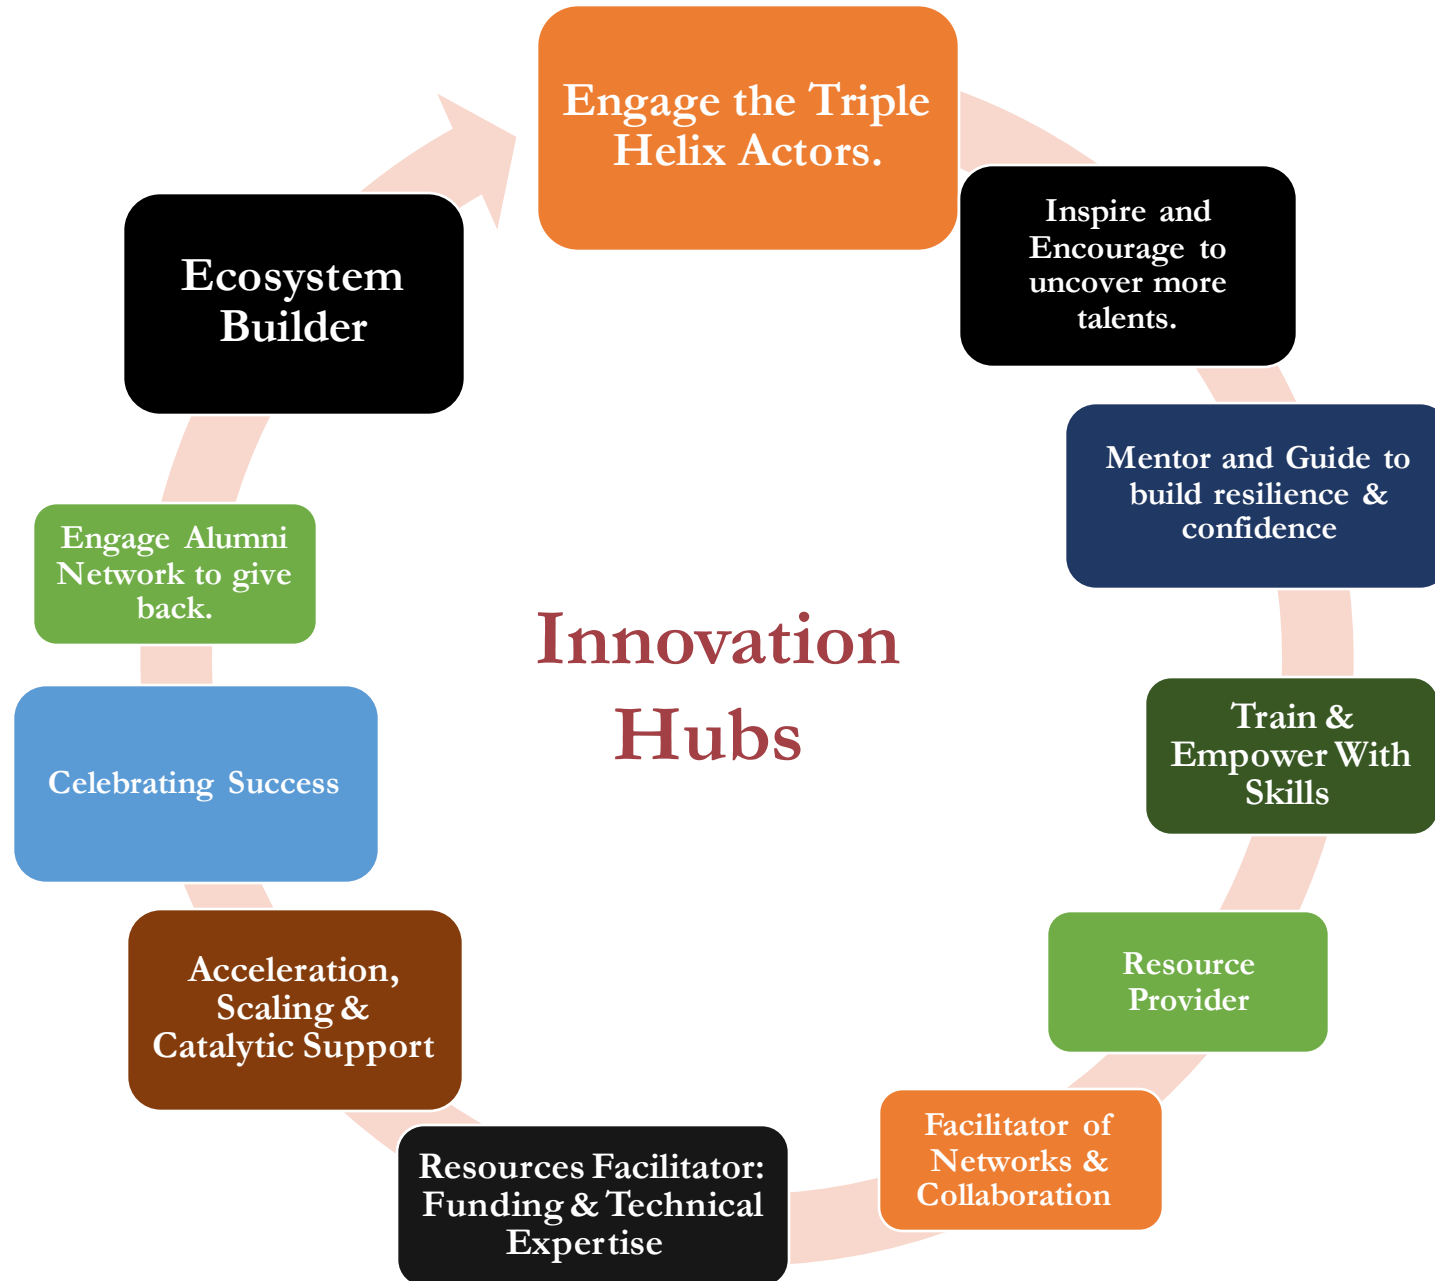 Engage the Triple
Helix Actors.
Inspire and
Encourage to
uncover more
talents.
Mentor and Guide to
build resilience &
confidence
Train &
Empower With
Skills
Resource
Provider
Facilitator of
Networks &
Collaboration
Resources Facilitator:
Funding & Technical
Expertise
Acceleration,
Scaling &
Catalytic Support
Celebrating Success
Engage Alumni
Network to give
back.
Ecosystem
Builder
Innovation
Hubs